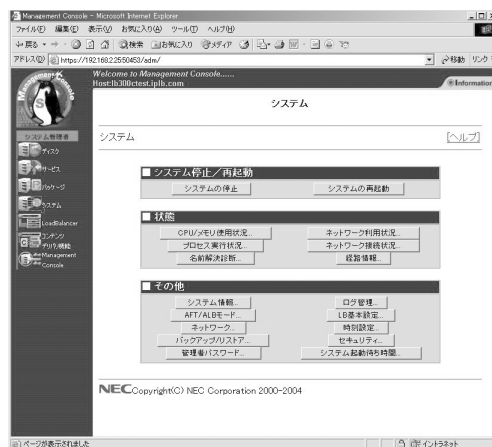 Management Console - Microsoft Internet Explorer
ファイル(F) 編集(E) 表示(V) お気に入り(A) ツール(T) ヘルプ(H)
戻る 検索 お気に入り メディア
アドレス(D) https://192.168.2.25:50453/adm/ 移動 リンク
Management Console
Welcome to Management Console......
Host:lb300ctest.iplb.com
Information
システム管理者
ディスク
サービス
パッケージ
システム
LoadBalancer
コンテンツ
デリバリ機能
Management
Console
システム
システム [ヘルプ]
■ システム停止／再起動
システムの停止 システムの再起動
■ 状態
CPU/メモリ使用状況... ネットワーク利用状況...
プロセス実行状況... ネットワーク接続状況...
名前解決診断... 経路情報...
■ その他
システム情報... ログ管理...
AFT/ALBモード... LB基本設定...
ネットワーク... 時刻設定...
バックアップ/リストア... セキュリティ...
管理者パスワード... システム起動待ち時間...
NEC Copyright(C) NEC Corporation 2000-2004
ページが表示されました イントラネット